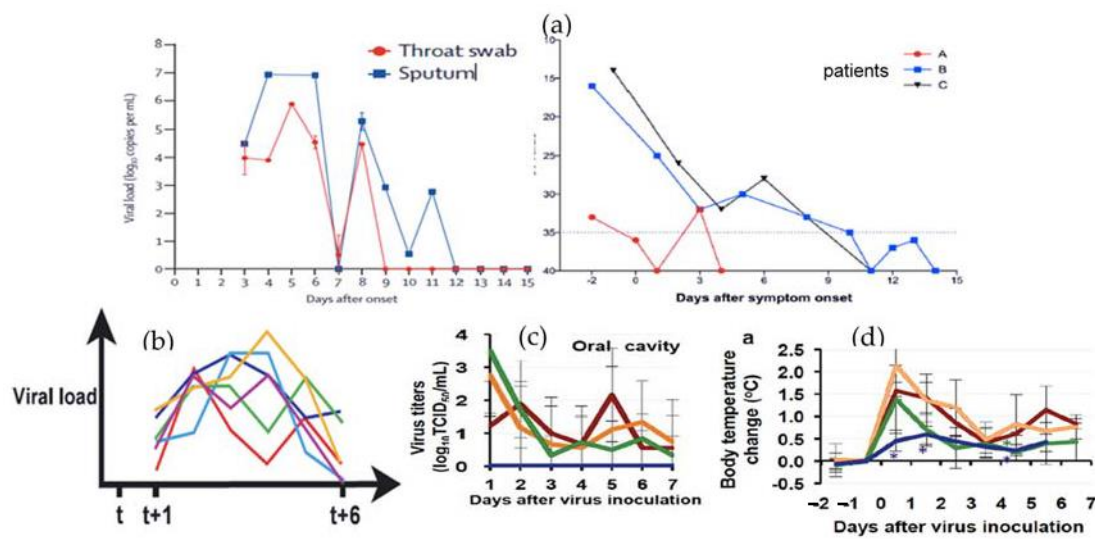 (a)
Throat swab
Sputum
Viral load (log10 copies per mL)
8
7
6
5
4
3
2
1
0
0 1 2 3 4 5 6 7 8 9 10 11 12 13 14 15
Days after onset
patients
A
B
C
10
15
20
25
30
35
40
-2 0 3 6 9 12 15
Days after symptom onset
(b)
Viral load
t t+1 t+6
(c)
Oral cavity
Virus titers
(log10TCID50/mL)
4
3
2
1
0
1 2 3 4 5 6 7
Days after virus inoculation
a (d)
Body temperature
change (°C)
2.5
2.0
1.5
1.0
0.5
0.0
-0.5
* * *
−2 −1 0 1 2 3 4 5 6 7
Days after virus inoculation